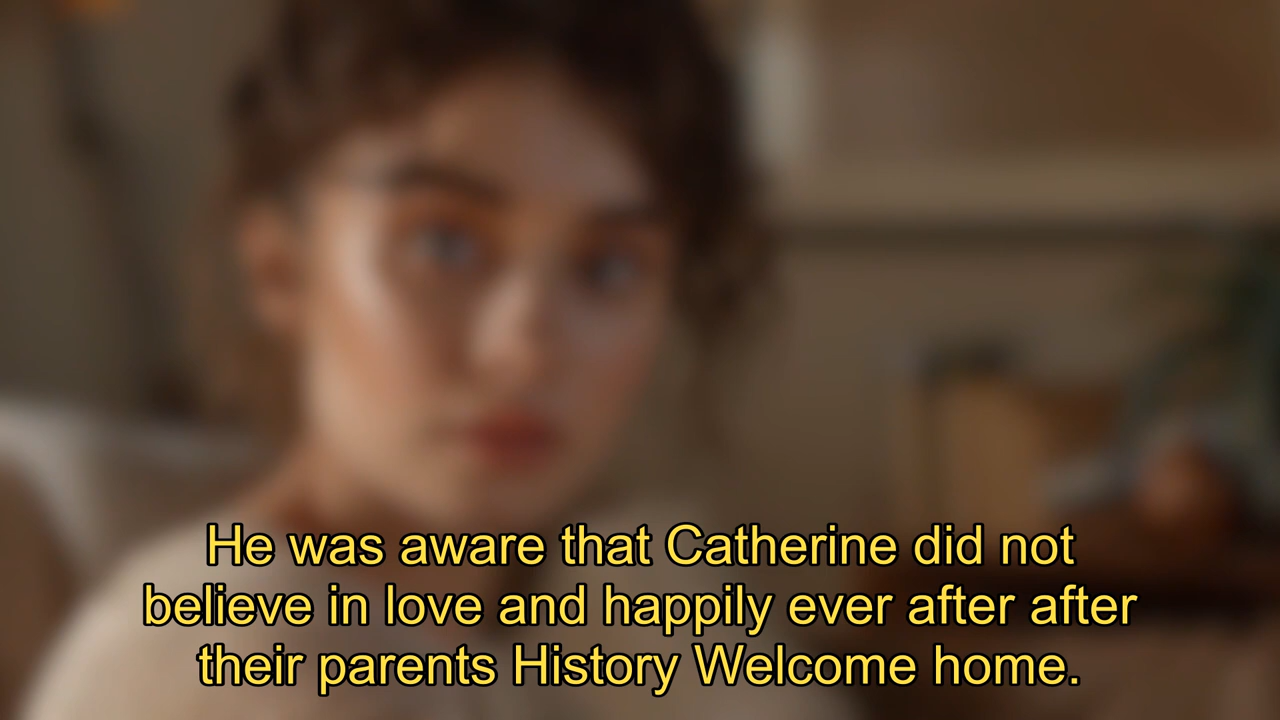 He was aware that Catherine did not
believe in love and happily ever after after
their parents History Welcome home.